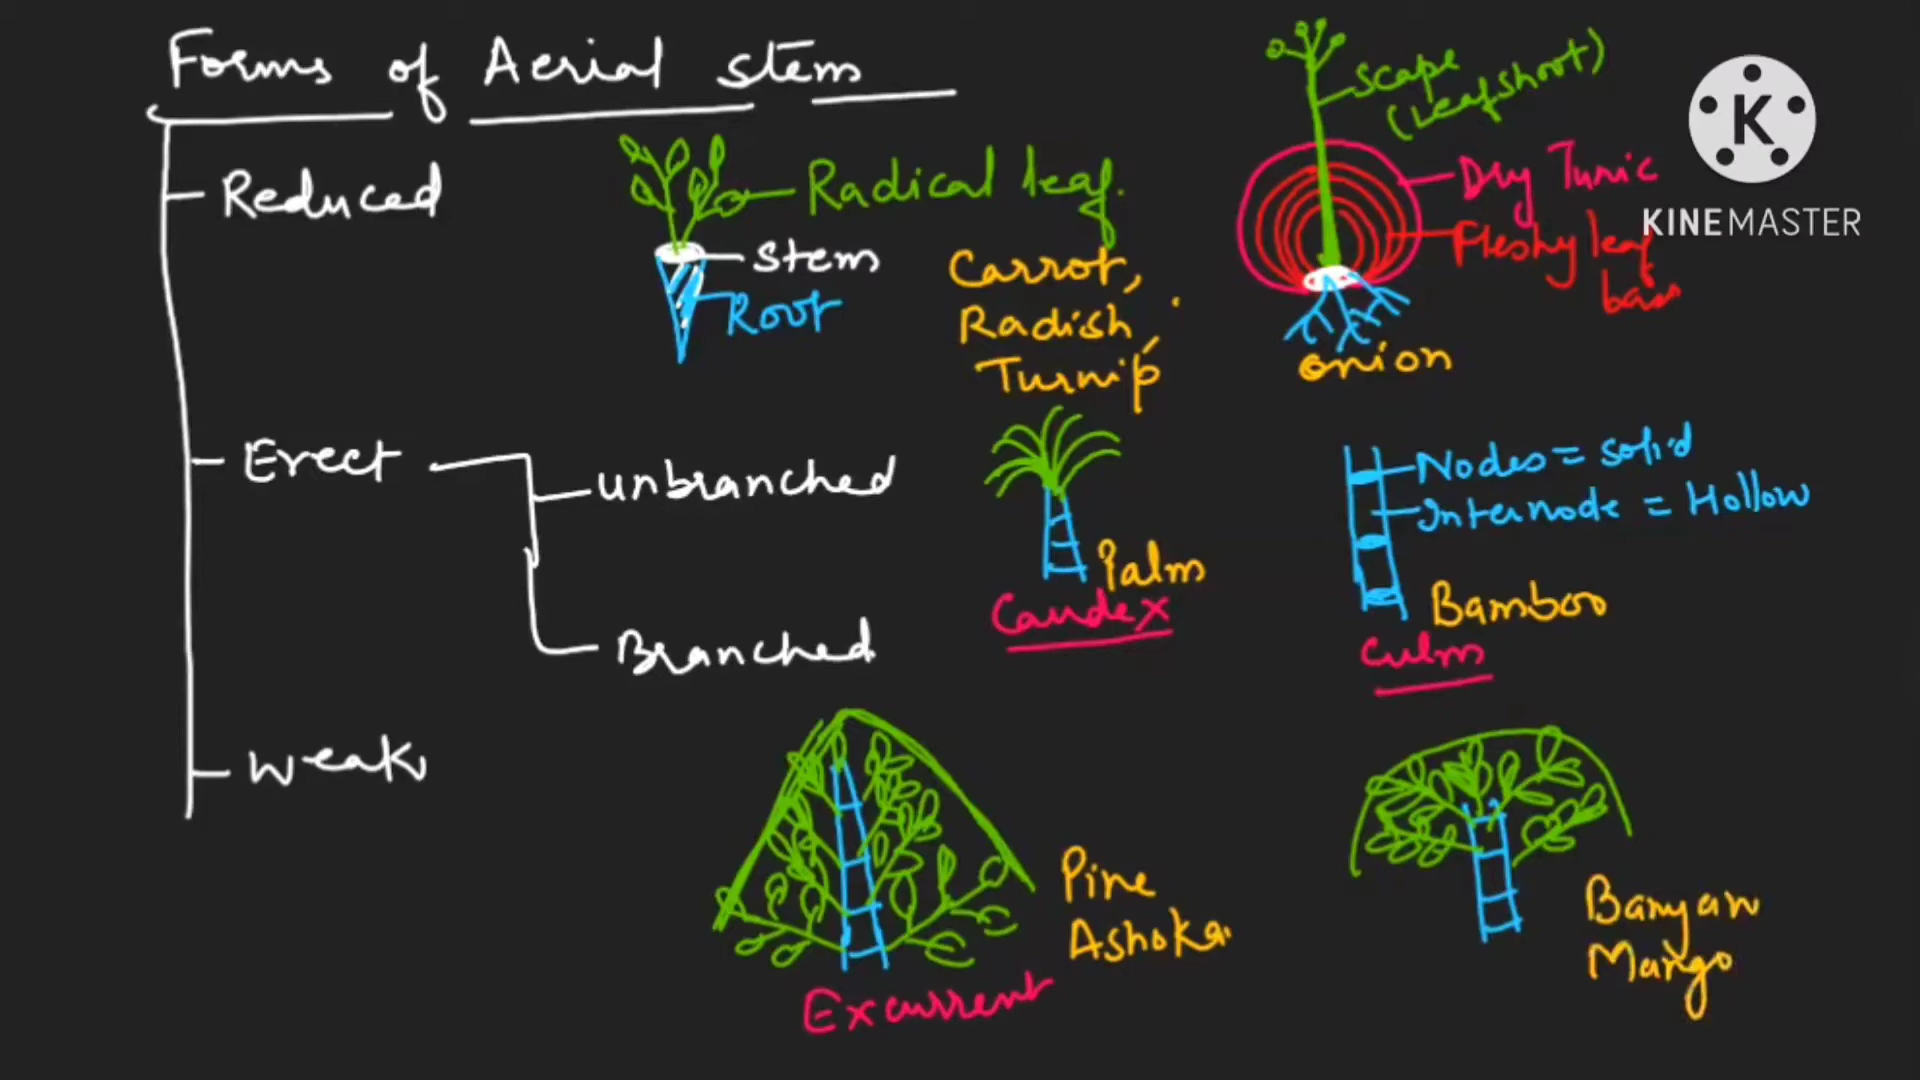 Forms of Aerial stem
Reduced
Radical leaf.
Stem
Root
Carrot,
Radish,
Turnip
Scape
(Leafshoot)
Dry Tunic
Fleshy leaf
onion
KINEMASTER
Erect
unbranched
Branched
Palm
Caudex
Nodes = solid
Internode = Hollow
Bamboo
Culm
weak
Pine
Ashoka
Excurrent
Banyan
Mango